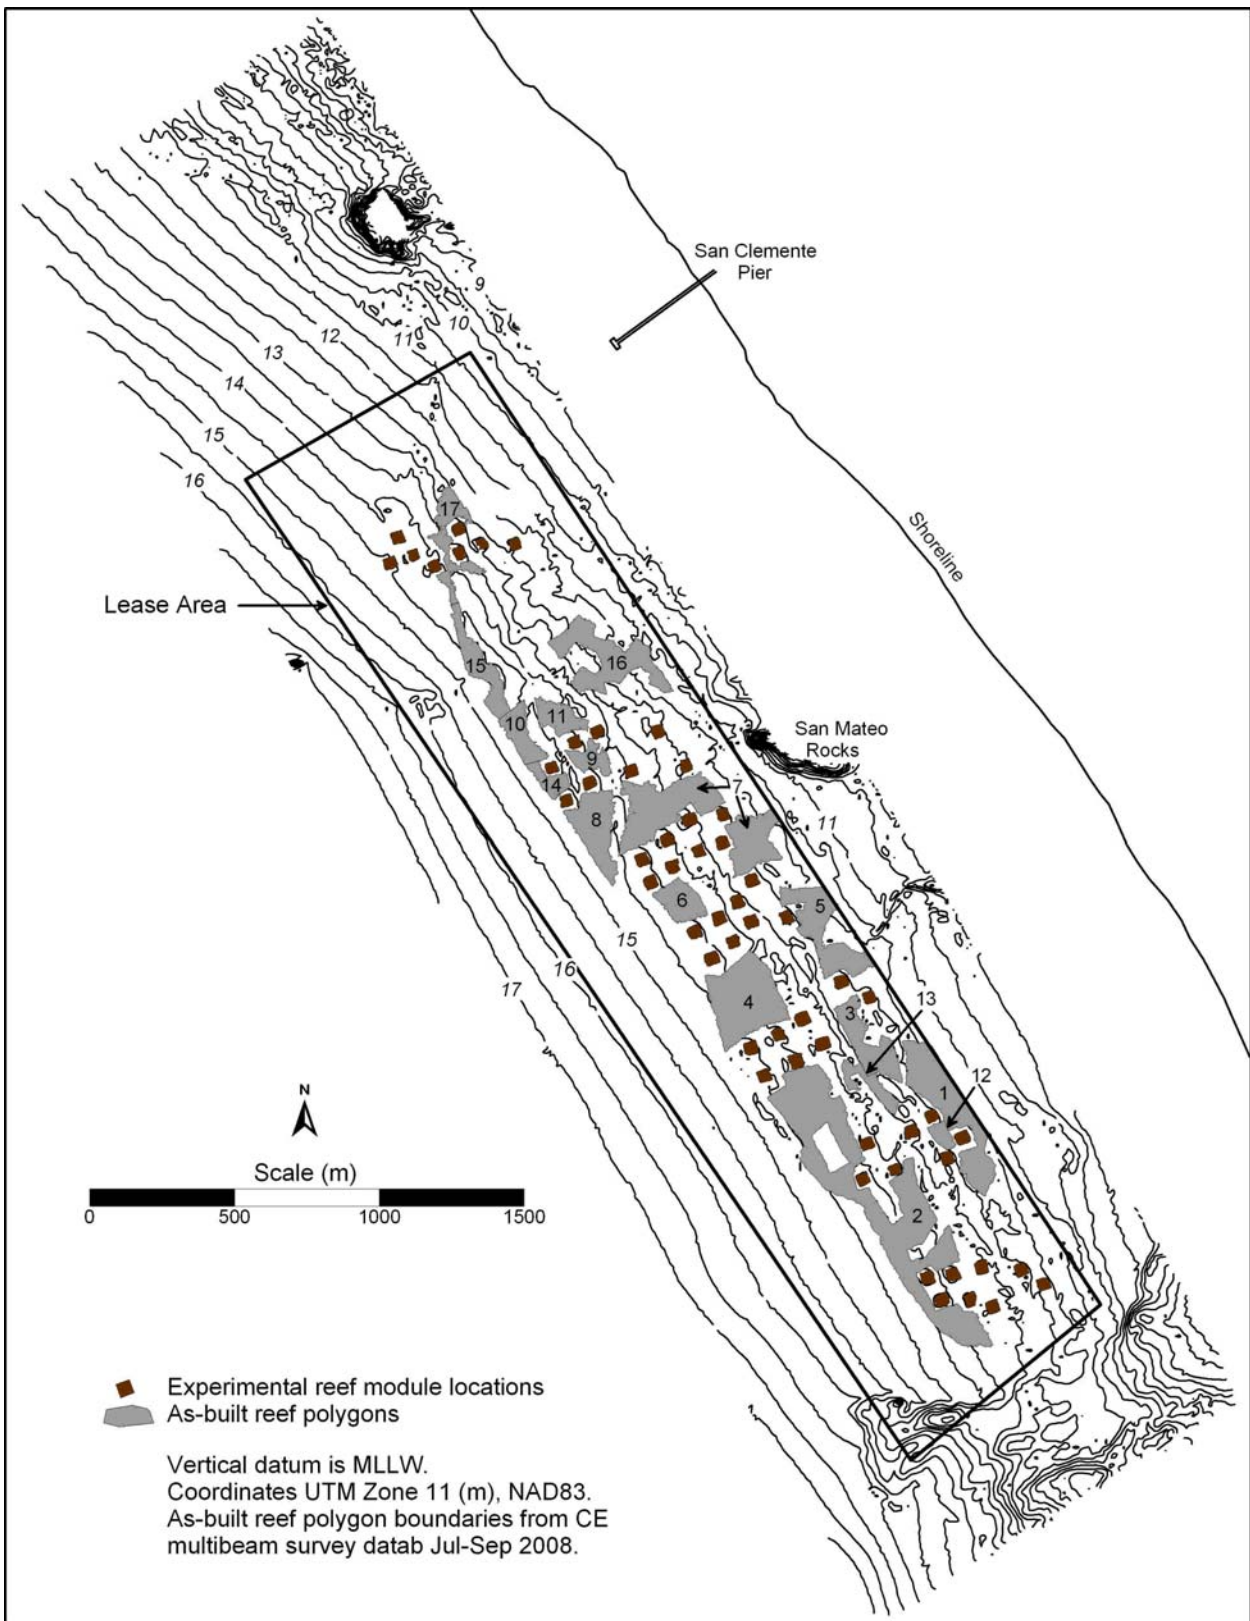 San Clemente
Pier
9
10
11
12
13
14
15
16
17
Shoreline
Lease Area
16
15
San Mateo
Rocks
10
11
9
14
7
8
11
6
5
15
16
17
4
3
13
12
1
2
N
Scale (m)
0 500 1000 1500
Experimental reef module locations
As-built reef polygons
Vertical datum is MLLW.
Coordinates UTM Zone 11 (m), NAD83.
As-built reef polygon boundaries from CE
multibeam survey datab Jul-Sep 2008.